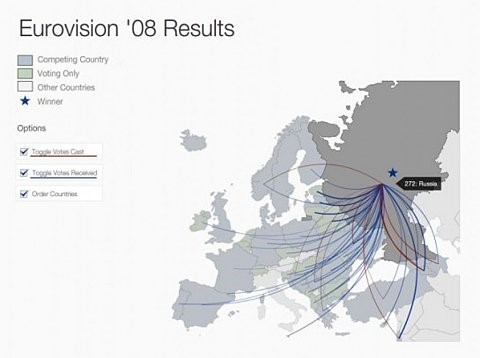 Eurovision '08 Results
Competing Country
Voting Only
Other Countries
Winner
Options
Toggle Votes Cast
Toggle Votes Received
Order Countries
272: Russia